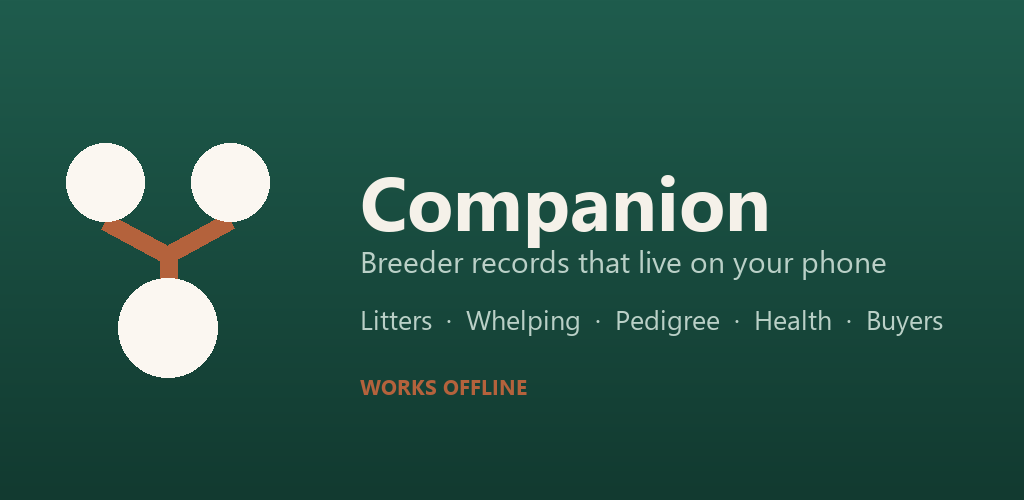 Companion
Breeder records that live on your phone
Litters · Whelping · Pedigree · Health · Buyers
WORKS OFFLINE